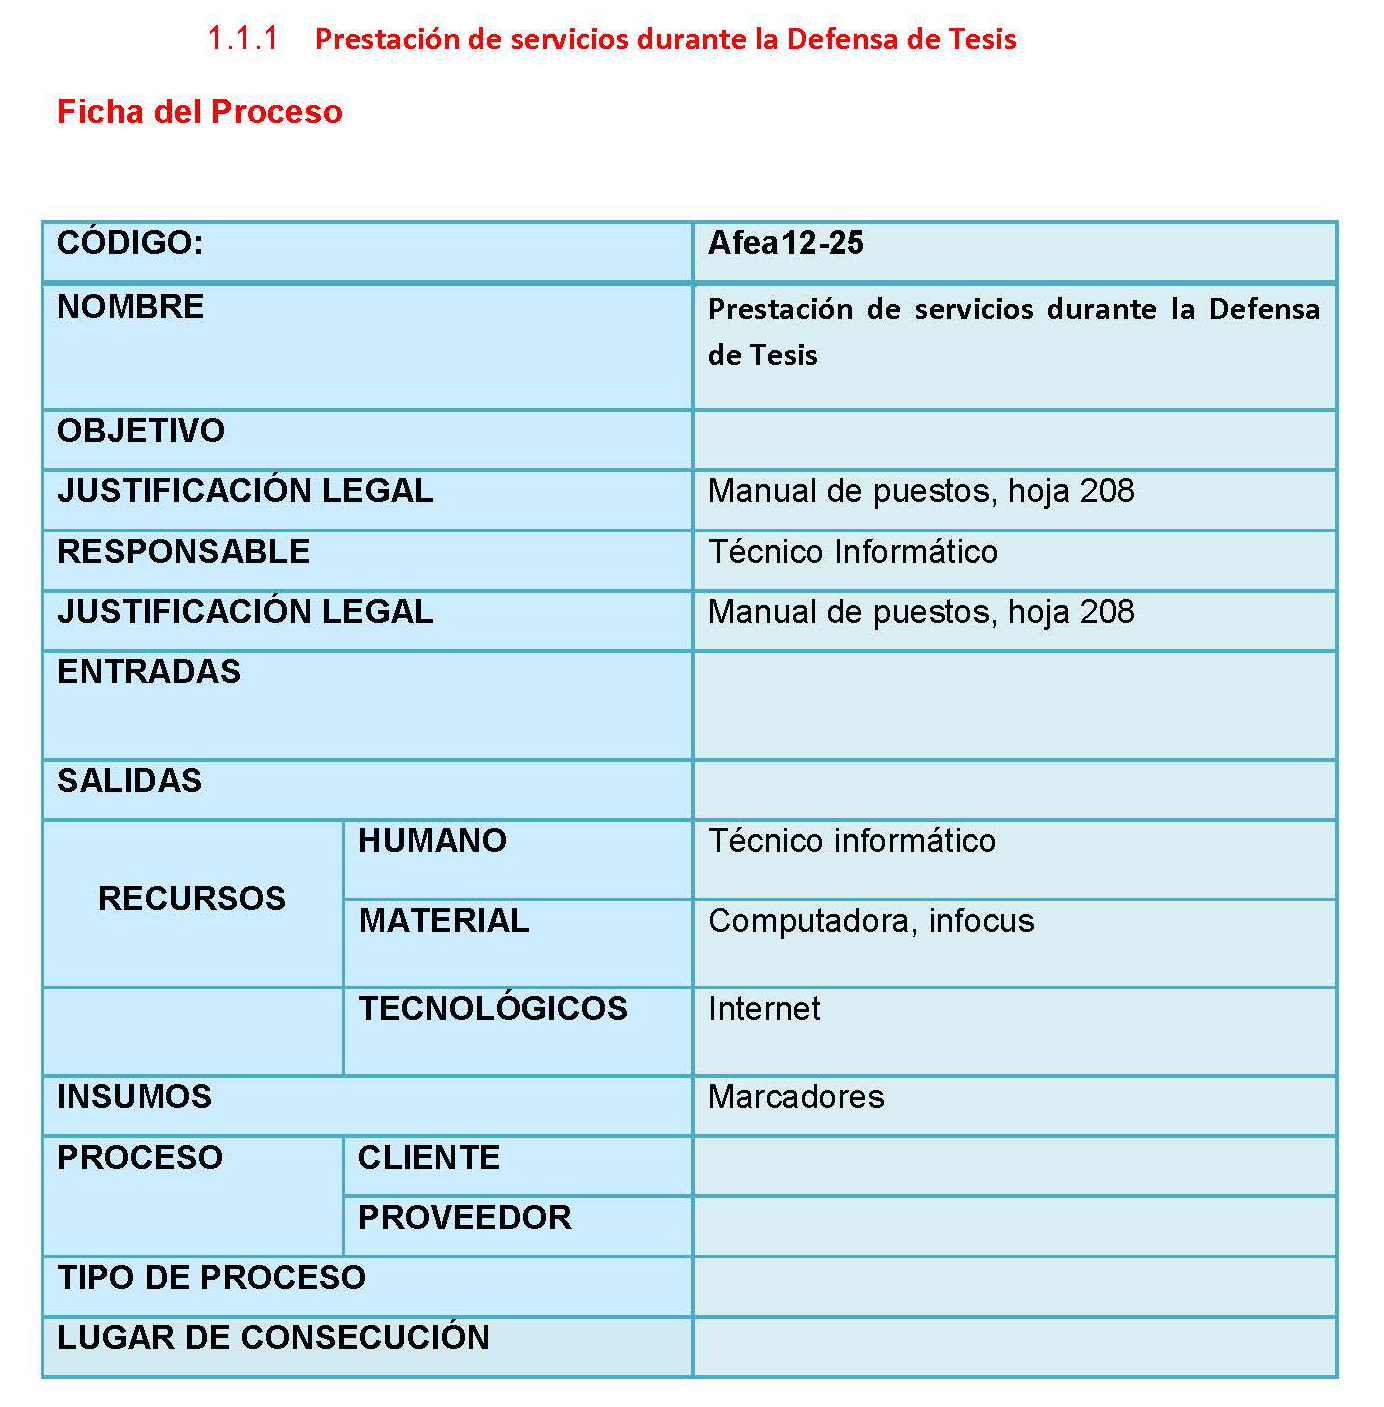 1.1.1 Prestación de servicios durante la Defensa de Tesis
Ficha del Proceso
CÓDIGO: Afea12-25
NOMBRE Prestación de servicios durante la Defensa
de Tesis
OBJETIVO
JUSTIFICACIÓN LEGAL Manual de puestos, hoja 208
RESPONSABLE Técnico Informático
JUSTIFICACIÓN LEGAL Manual de puestos, hoja 208
ENTRADAS
SALIDAS
RECURSOS
HUMANO Técnico informático
MATERIAL Computadora, infocus
TECNOLÓGICOS Internet
INSUMOS Marcadores
PROCESO CLIENTE
PROVEEDOR
TIPO DE PROCESO
LUGAR DE CONSECUCIÓN